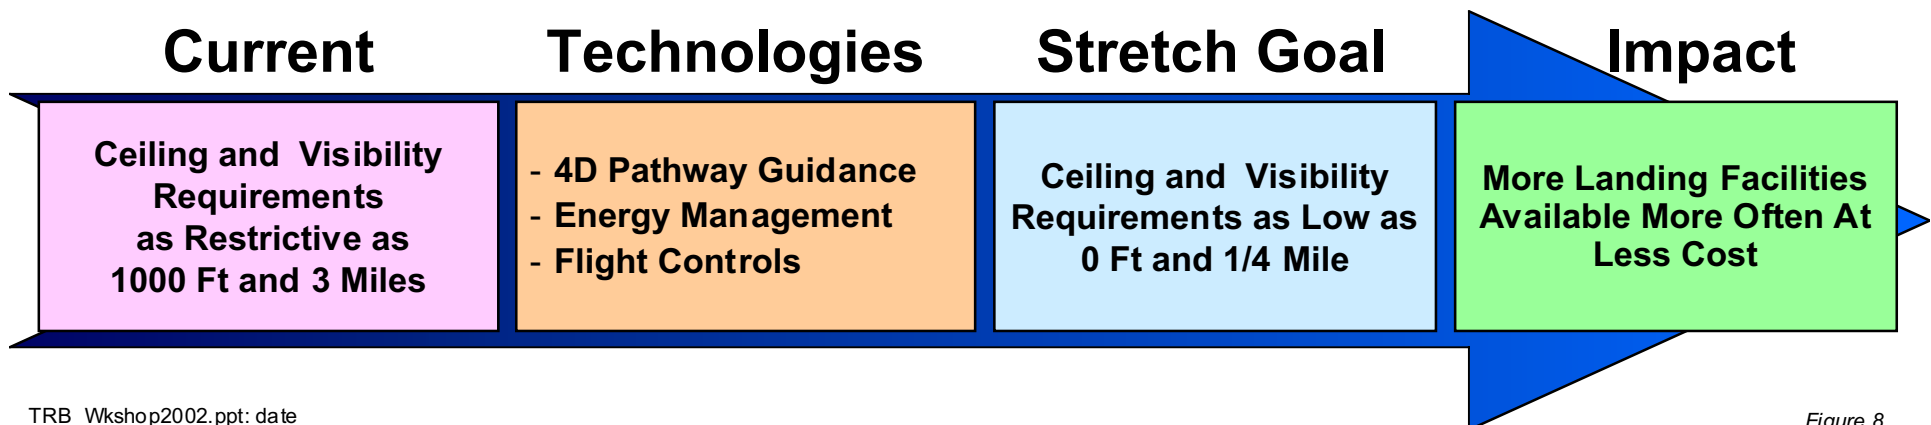 Current
Technologies
Stretch Goal
Impact
Ceiling and Visibility
Requirements
as Restrictive as
1000 Ft and 3 Miles
- 4D Pathway Guidance
- Energy Management
- Flight Controls
Ceiling and Visibility
Requirements as Low as
0 Ft and 1/4 Mile
More Landing Facilities
Available More Often At
Less Cost
TRB Wkshop2002.ppt: date
Figure 8